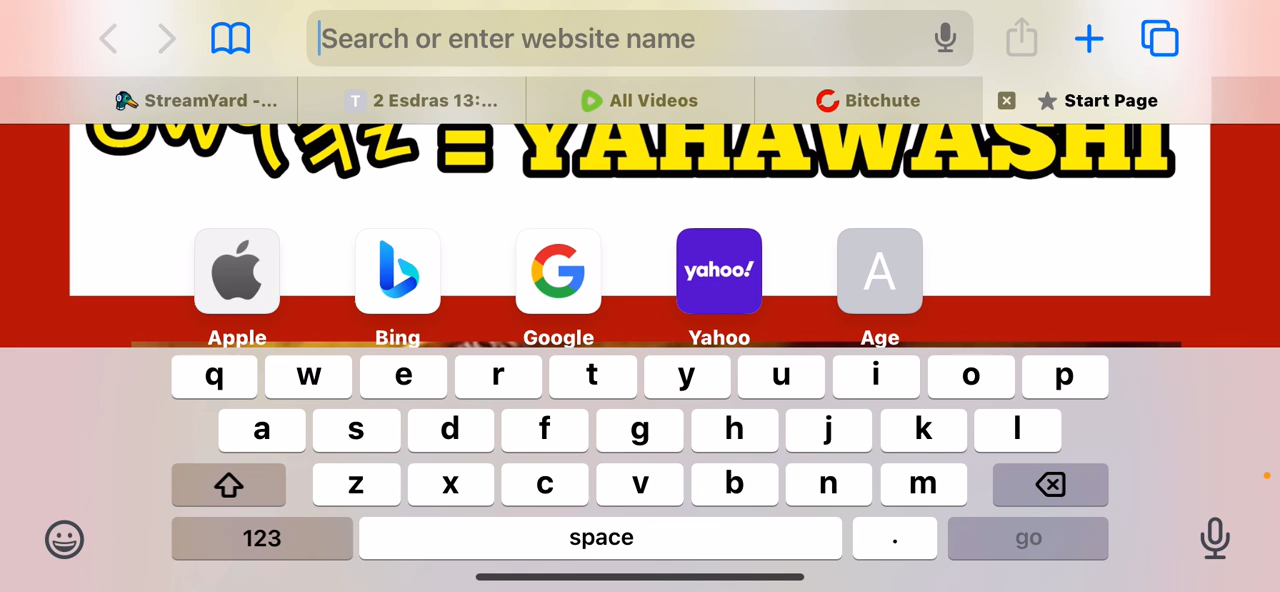 Search or enter website name
StreamYard -...
T 2 Esdras 13:...
All Videos
Bitchute
Start Page
= YAHAWASHI
yahoo!
A
Apple
Bing
Google
Yahoo
Age
q w e r t y u i o p
a s d f g h j k l
z x c v b n m
123 space . go